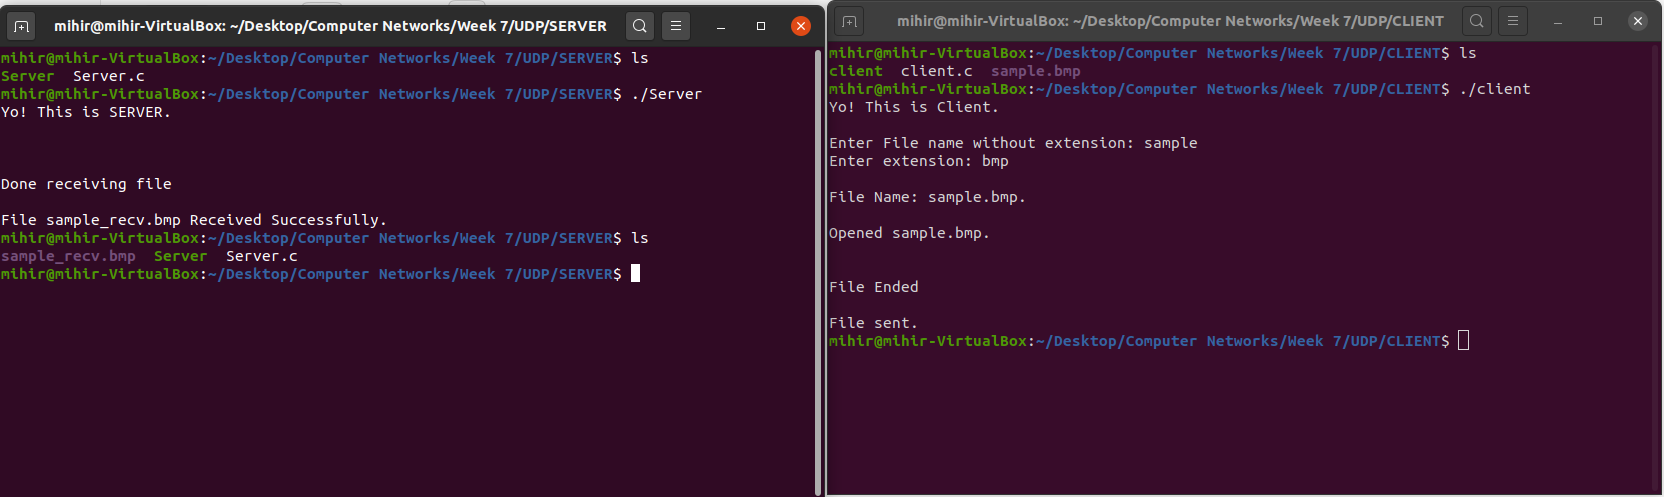 mihir@mihir-VirtualBox: ~/Desktop/Computer Networks/Week 7/UDP/SERVER
mihir@mihir-VirtualBox:~/Desktop/Computer Networks/Week 7/UDP/SERVER$ ls
Server  Server.c
mihir@mihir-VirtualBox:~/Desktop/Computer Networks/Week 7/UDP/SERVER$ ./Server
Yo! This is SERVER.
Done receiving file
File sample_recv.bmp Received Successfully.
mihir@mihir-VirtualBox:~/Desktop/Computer Networks/Week 7/UDP/SERVER$ ls
sample_recv.bmp  Server  Server.c
mihir@mihir-VirtualBox:~/Desktop/Computer Networks/Week 7/UDP/SERVER$
mihir@mihir-VirtualBox: ~/Desktop/Computer Networks/Week 7/UDP/CLIENT
mihir@mihir-VirtualBox:~/Desktop/Computer Networks/Week 7/UDP/CLIENT$ ls
client  client.c  sample.bmp
mihir@mihir-VirtualBox:~/Desktop/Computer Networks/Week 7/UDP/CLIENT$ ./client
Yo! This is Client.
Enter File name without extension: sample
Enter extension: bmp
File Name: sample.bmp.
Opened sample.bmp.
File Ended
File sent.
mihir@mihir-VirtualBox:~/Desktop/Computer Networks/Week 7/UDP/CLIENT$